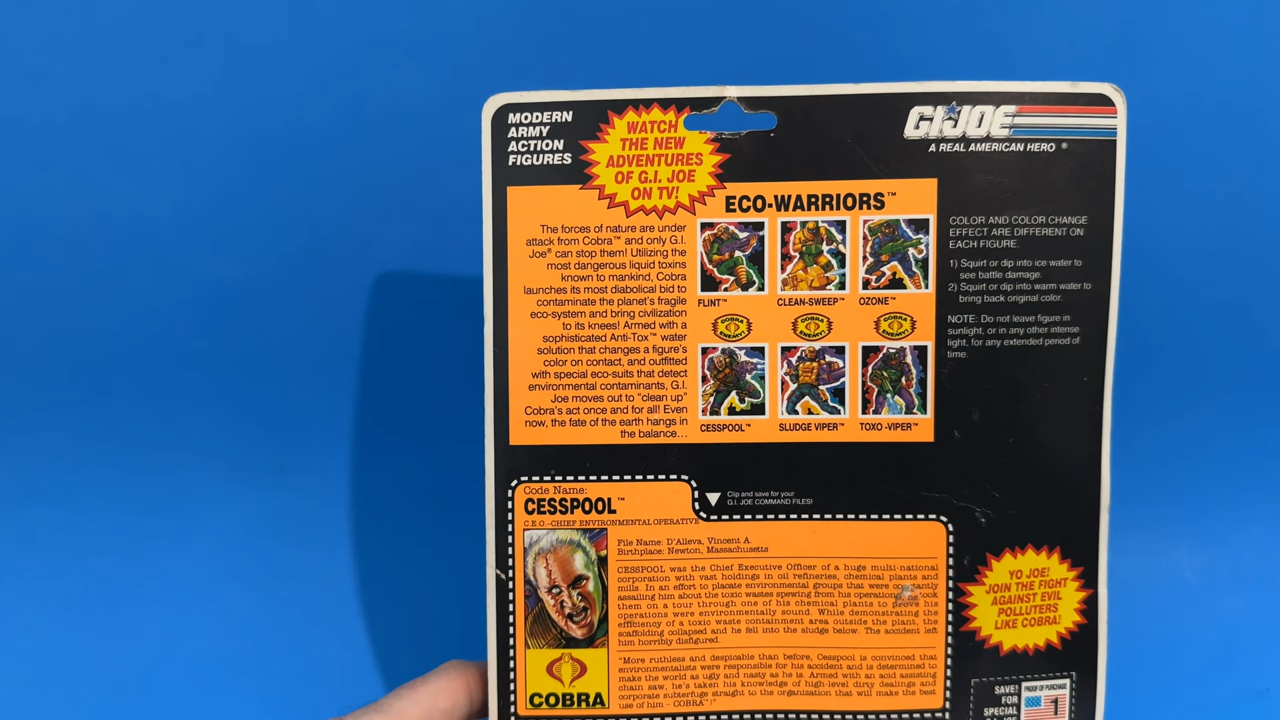 MODERN
ARMY
ACTION
FIGURES
WATCH
THE NEW
ADVENTURES
OF G.I. JOE
ON TV!
G.I.JOE
A REAL AMERICAN HERO ®
ECO-WARRIORS™
The forces of nature are under
attack from Cobra™ and only G.I.
Joe® can stop them! Utilizing the
most dangerous liquid toxins
known to mankind, Cobra
launches its most diabolical bid to
contaminate the planet's fragile
eco-system and bring civilization
to its knees! Armed with a
sophisticated Anti-Tox™ water
solution that changes a figure's
color on contact, and outfitted
with special eco-suits that detect
environmental contaminants, G.I.
Joe moves out to "clean up"
Cobra's act once and for all! Even
now, the fate of the earth hangs in
the balance...
FLINT™
CLEAN-SWEEP™
OZONE™
COBRA
ENEMY!
COBRA
ENEMY!
COBRA
ENEMY!
CESSPOOL™
SLUDGE VIPER™
TOXO-VIPER™
COLOR AND COLOR CHANGE
EFFECT ARE DIFFERENT ON
EACH FIGURE.
1) Squirt or dip into ice water to
see battle damage.
2) Squirt or dip into warm water to
bring back original color.
NOTE: Do not leave figure in
sunlight, or in any other intense
light, for any extended period of
time.
Clip and save for your
G.I. JOE COMMAND FILES!
Code Name:
CESSPOOL™
C.E.O.-CHIEF ENVIRONMENTAL OPERATIVE
File Name: D'Alleva, Vincent A.
Birthplace: Newton, Massachusetts
CESSPOOL was the Chief Executive Officer of a huge multi-national
corporation with vast holdings in oil refineries, chemical plants and
mills. In an effort to placate environmental groups that were constantly
assailing him about the toxic wastes spewing from his operations, he took
them on a tour through one of his chemical plants to prove his
operations were environmentally sound. While demonstrating the
efficiency of a toxic waste containment area outside the plant, the
scaffolding collapsed and he fell into the sludge below. The accident left
him horribly disfigured.
"More ruthless and despicable than before, Cesspool is convinced that
environmentalists were responsible for his accident and is determined to
make the world as ugly and nasty as he is. Armed with an acid assisting
chain saw, he's taken his knowledge of high-level dirty dealings and
corporate subterfuge straight to the organization that will make the best
use of him - COBRA™!"
COBRA
YO JOE!
JOIN THE FIGHT
AGAINST EVIL
POLLUTERS
LIKE COBRA!
SAVE!
FOR
SPECIAL
PROOF OF PURCHASE
1